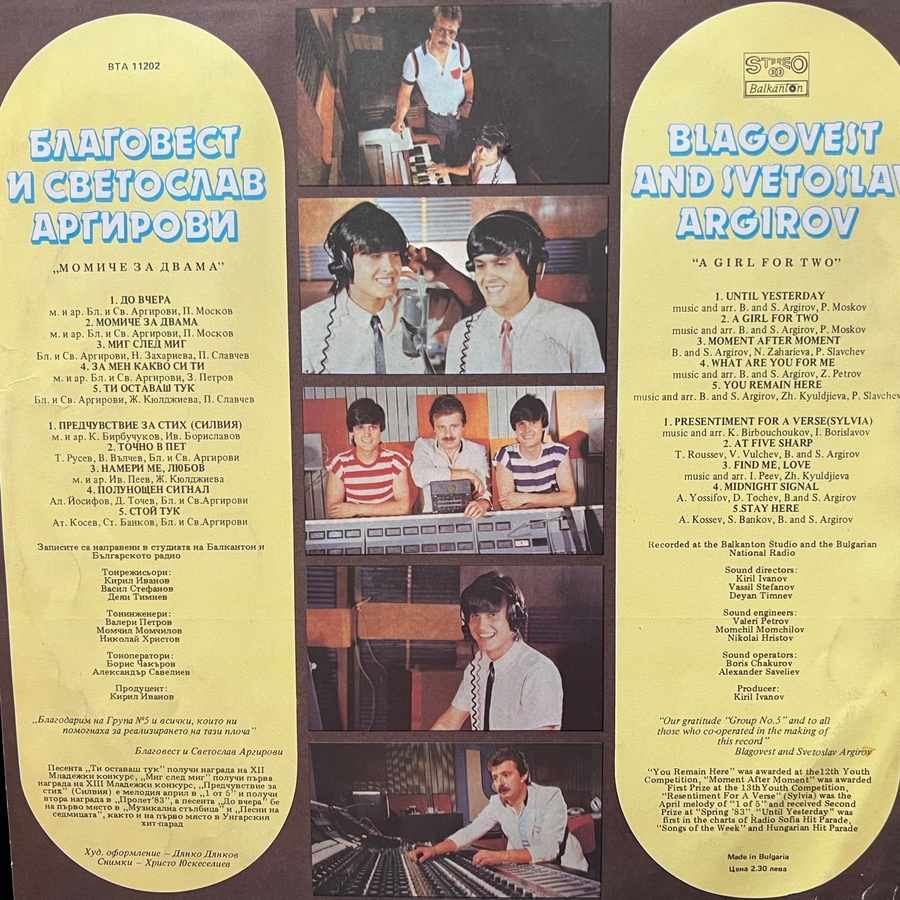 ВТА 11202
БЛАГОВЕСТ
И СВЕТОСЛАВ
АРГИРОВИ
„МОМИЧЕ ЗА ДВАМА"
1. ДО ВЧЕРА
м. и ар. Бл. и Св. Аргирови, П. Москов
2. МОМИЧЕ ЗА ДВАМА
м. и ар. Бл. и Св. Аргирови, П. Москов
3. МИГ СЛЕД МИГ
Бл. и Св. Аргирови, Н. Захариева, П. Славчев
4. ЗА МЕН КАКВО СИ ТИ
м. и ар. Бл. и Св. Аргирови, З. Петров
5. ТИ ОСТАВАШ ТУК
Бл. и Св. Аргирови, Ж. Кюлджиева, П. Славчев
1. ПРЕДЧУВСТВИЕ ЗА СТИХ (СИЛВИЯ)
м. и ар. К. Бирбучуков, Ив. Бориславов
2. ТОЧНО В ПЕТ
Т. Русев, В. Вълчев, Бл. и Св. Аргирови
3. НАМЕРИ МЕ, ЛЮБОВ
м. и ар. Ив. Пеев, Ж. Кюлджиева
4. ПОЛУНОЩЕН СИГНАЛ
Ал. Йосифов, Д. Точев, Бл. и Св.Аргирови
5. СТОЙ ТУК
Ат. Косев, Ст. Банков, Бл. и Св.Аргирови
Записите са направени в студиата на Балкантон и
Българското радио
Тонрежисьори:
Кирил Иванов
Васил Стефанов
Деян Тимнев
Тонинженери:
Валери Петров
Момчил Момчилов
Николай Христов
Тоноператори:
Борис Чакъров
Александър Савелиев
Продуцент:
Кирил Иванов
„Благодарим на Група №5 и всички, които ни
помогнаха за реализирането на тази плоча"
Благовест и Светослав Аргирови
Песента „Ти оставаш тук" получи награда на XII
Младежки конкурс, „Миг след миг" получи първа
награда на XIII Младежки конкурс, „Предчувствие за
стих" (Силвия) е мелодия април в „1 от 5" и получи
втора награда в „Пролет'83", а песента „До вчера" бе
на първо място в „Музикална стълбица" и „Песни на
седмицата", както и на първо място в Унгарския
хит-парад
Худ. оформление – Дянко Дянков
Снимки – Христо Юскеселиев
STEREO
Balkanton
BLAGOVEST
AND SVETOSLAV
ARGIROV
"A GIRL FOR TWO"
1. UNTIL YESTERDAY
music and arr. B. and S. Argirov, P. Moskov
2. A GIRL FOR TWO
music and arr. B. and S. Argirov, P. Moskov
3. MOMENT AFTER MOMENT
B. and S. Argirov, N. Zaharieva, P. Slavchev
4. WHAT ARE YOU FOR ME
music and arr. B. and S. Argirov, Z. Petrov
5. YOU REMAIN HERE
music and arr. B. and S. Argirov, Zh. Kyuldjieva, P. Slavchev
1. PRESENTIMENT FOR A VERSE(SYLVIA)
music and arr. K. Birbouchoukov, I. Borislavov
2. AT FIVE SHARP
T. Roussev, V. Vulchev, B. and S. Argirov
3. FIND ME, LOVE
music and arr. I. Peev, Zh. Kyuldjieva
4. MIDNIGHT SIGNAL
A. Yossifov, D. Tochev, B.and S. Argirov
5.STAY HERE
A. Kossev, S. Bankov, B. and S. Argirov
Recorded at the Balkanton Studio and the Bulgarian
National Radio
Sound directors:
Kiril Ivanov
Vassil Stefanov
Deyan Timnev
Sound engineers:
Valeri Petrov
Momchil Momchilov
Nikolai Hristov
Sound operators:
Boris Chakurov
Alexander Saveliev
Producer:
Kiril Ivanov
"Our gratitude "Group No.5" and to all
those who co-operated in the making of
this record"
Blagovest and Svetoslav Argirov
"You Remain Here" was awarded at the12th Youth
Competition, "Moment After Moment" was awarded
First Prize at the 13th Youth Competition,
"Resentiment For A Verse" (Sylvia) was the
April melody of "1 of 5" and received Second
Prize at "Spring '83", "Until Yesterday" was
first in the charts of Radio Sofia Hit Parade,
"Songs of the Week" and Hungarian Hit Parade
Made in Bulgaria
Цена 2.30 лева